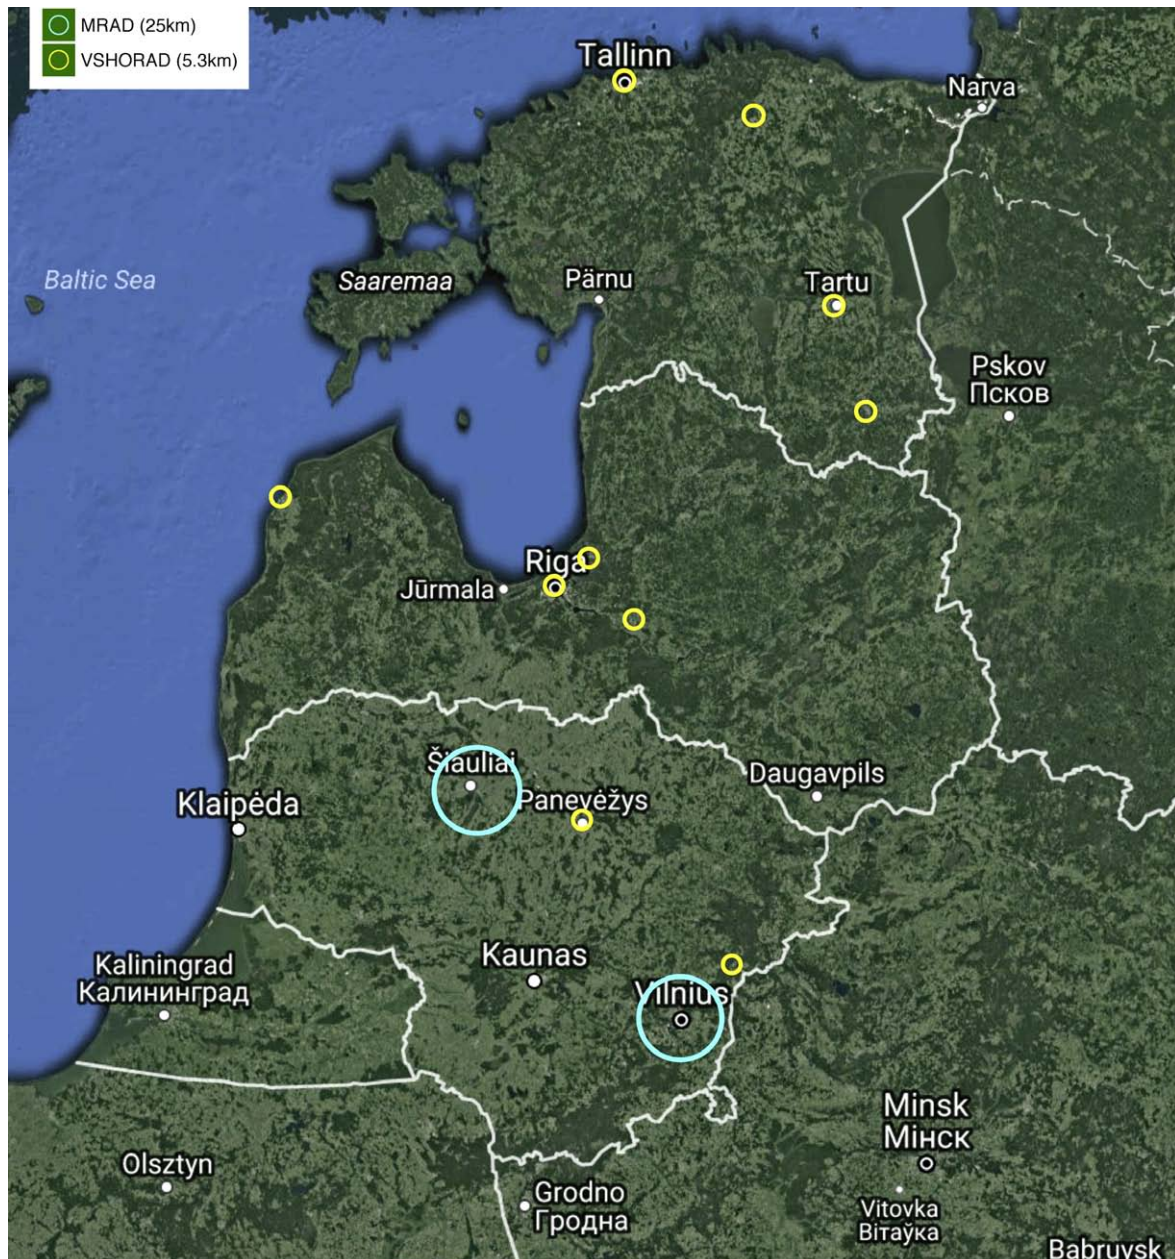 MRAD (25km)
VSHORAD (5.3km)
Tallinn
Narva
Baltic Sea
Saaremaa
Pärnu
Tartu
Pskov
Псков
Riga
Jūrmala
Šiauliai
Daugavpils
Panevėžys
Klaipėda
Kaunas
Kaliningrad
Калининград
Vilnius
Minsk
Мінск
Olsztyn
Grodno
Гродна
Vitovka
Вітаўка
Babruysk